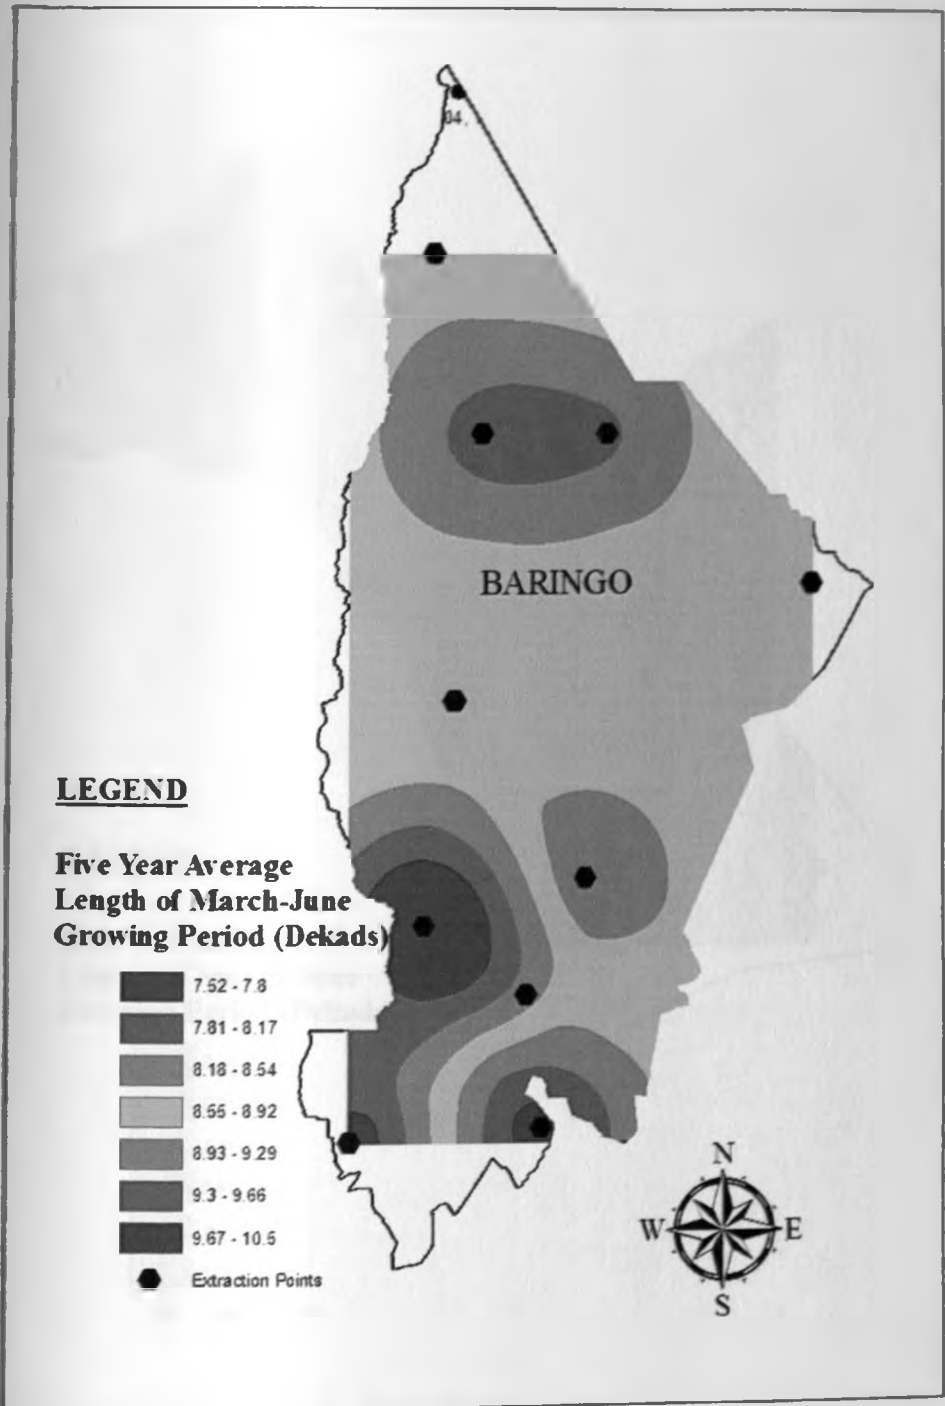 04.
BARINGO
LEGEND
Five Year Average
Length of March-June
Growing Period (Dekads)
7.52 - 7.8
7.81 - 8.17
8.18 - 8.54
8.55 - 8.92
8.93 - 9.29
9.3 - 9.66
9.67 - 10.5
Extraction Points
N
W
E
S